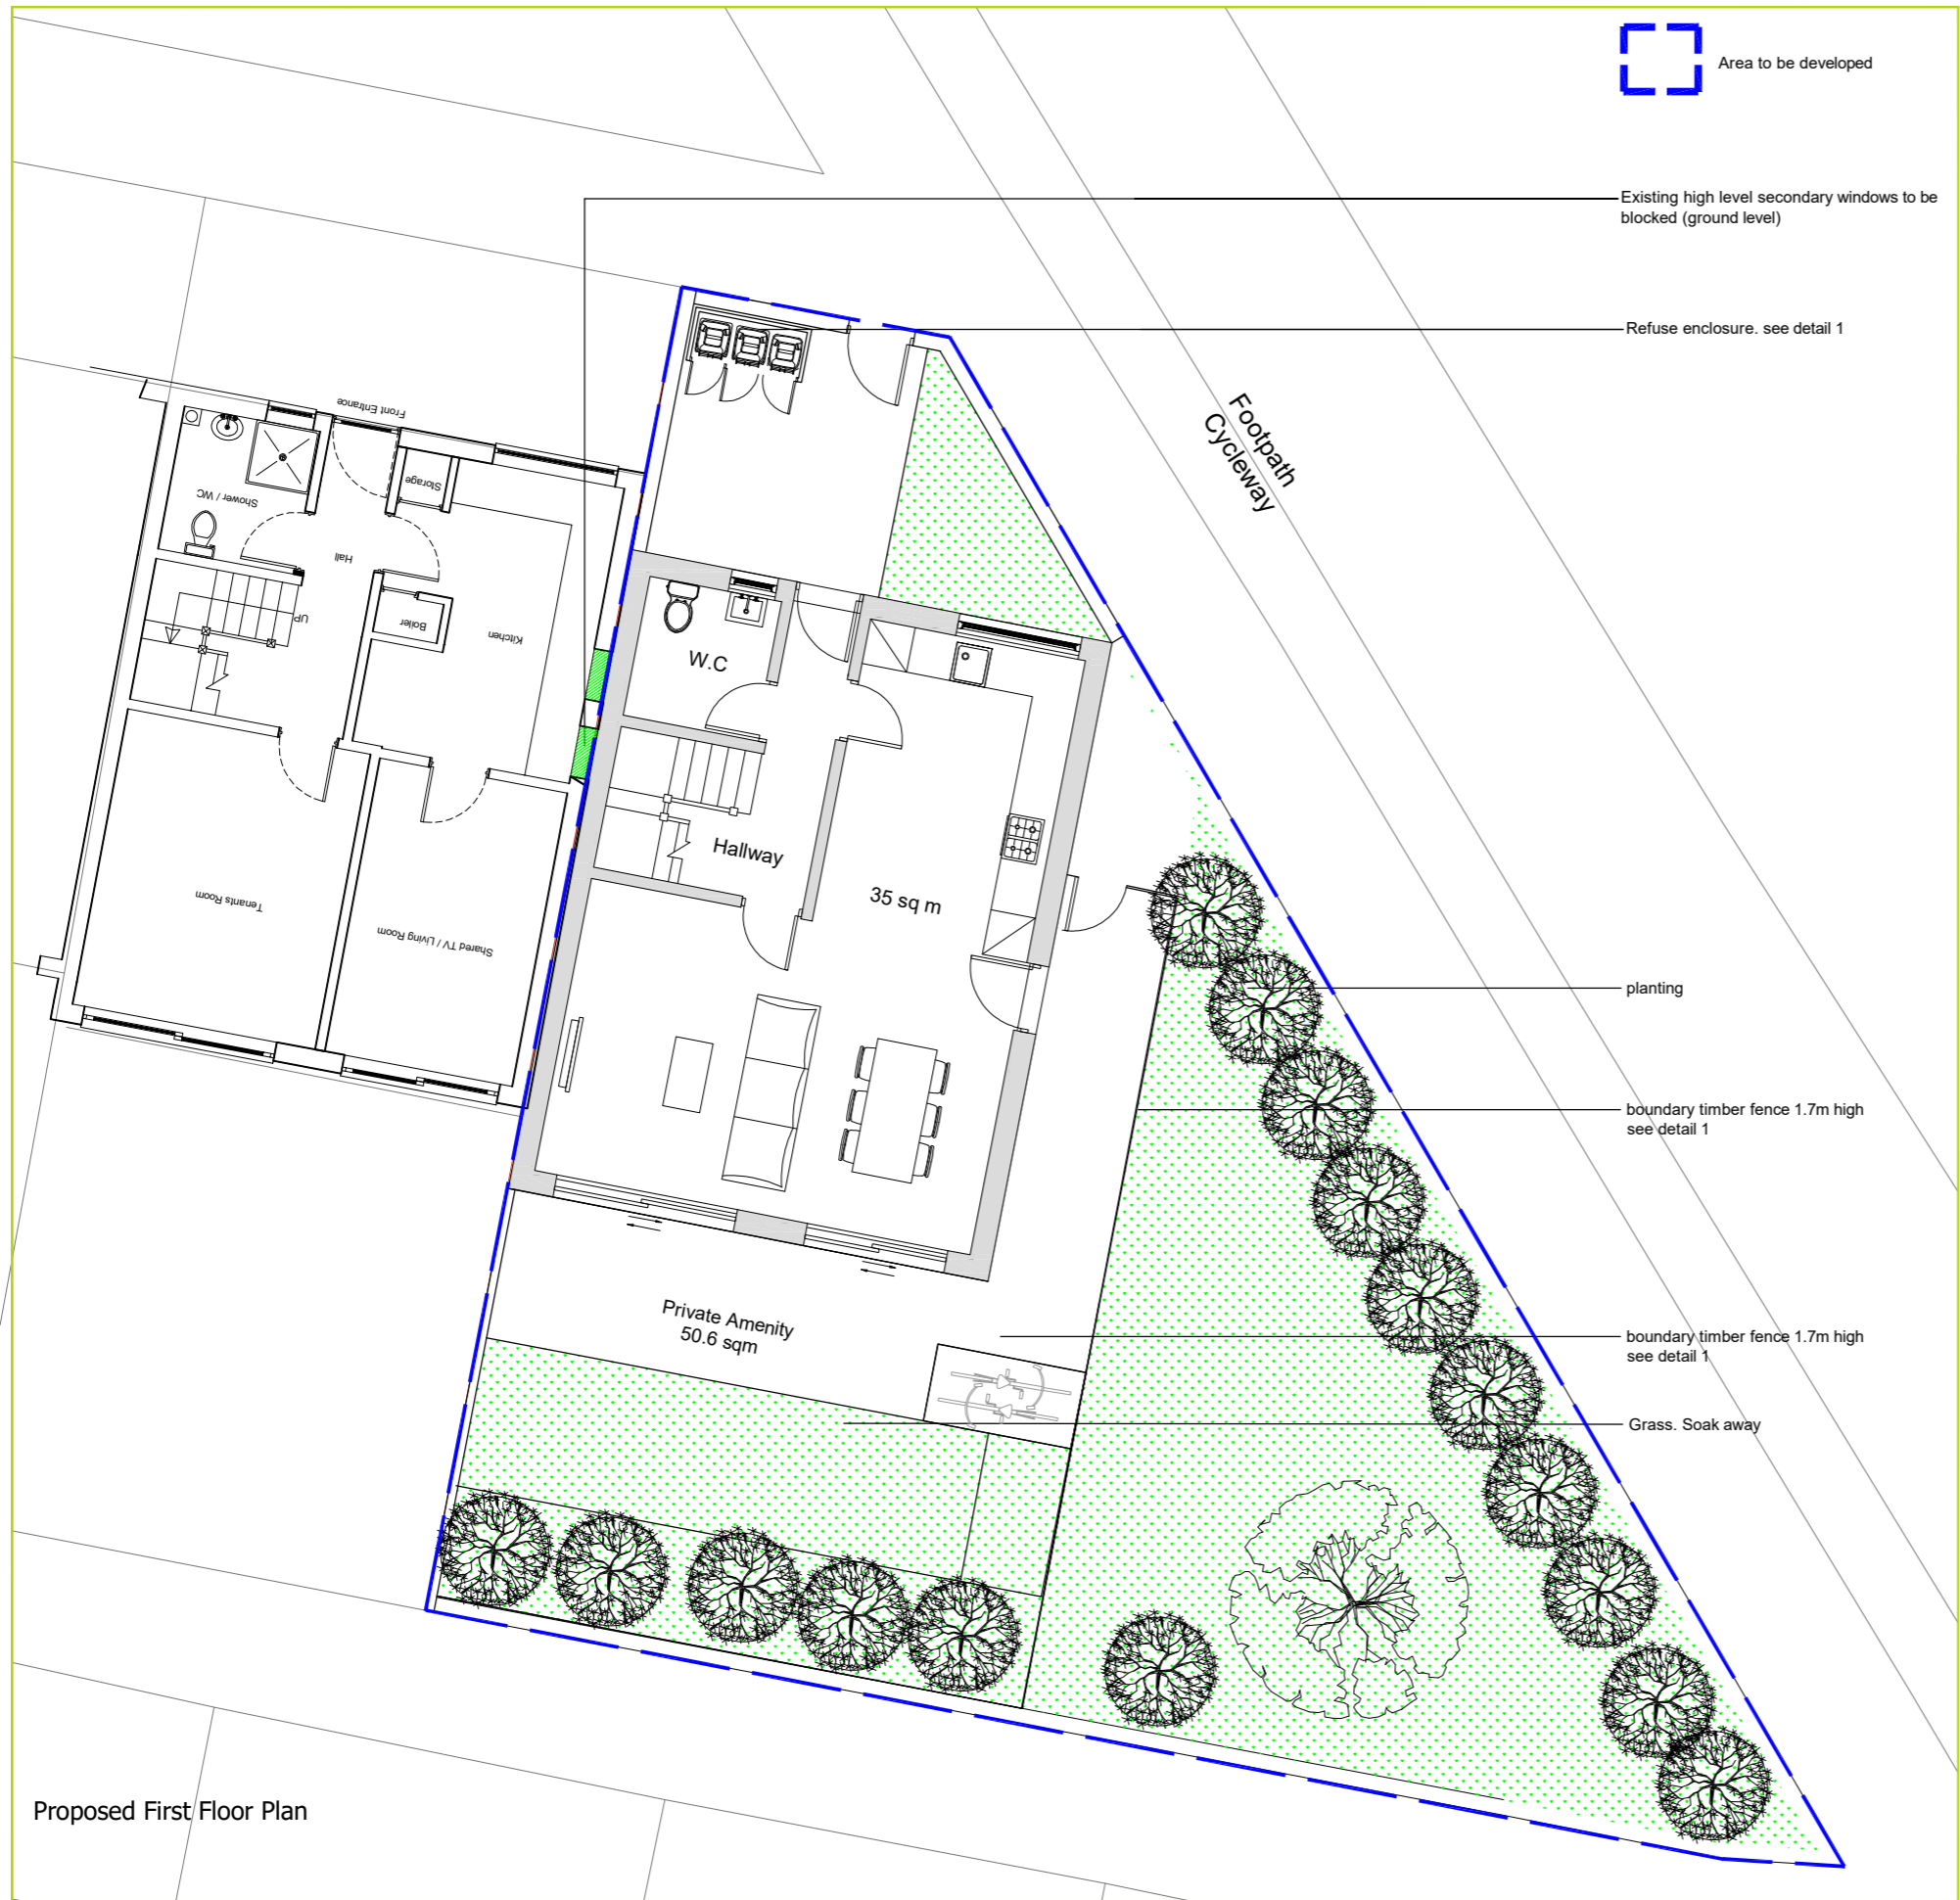 Area to be developed
Existing high level secondary windows to be
blocked (ground level)
Refuse enclosure. see detail 1
Footpath
Cycleway
Front Entrance
Storage
Shower / WC
Hall
UP
Boiler
Kitchen
W.C
Hallway
35 sq m
Tenants Room
Shared TV / Living Room
planting
boundary timber fence 1.7m high
see detail 1
Private Amenity
50.6 sqm
boundary timber fence 1.7m high
see detail 1
Grass. Soak away
Proposed First Floor Plan